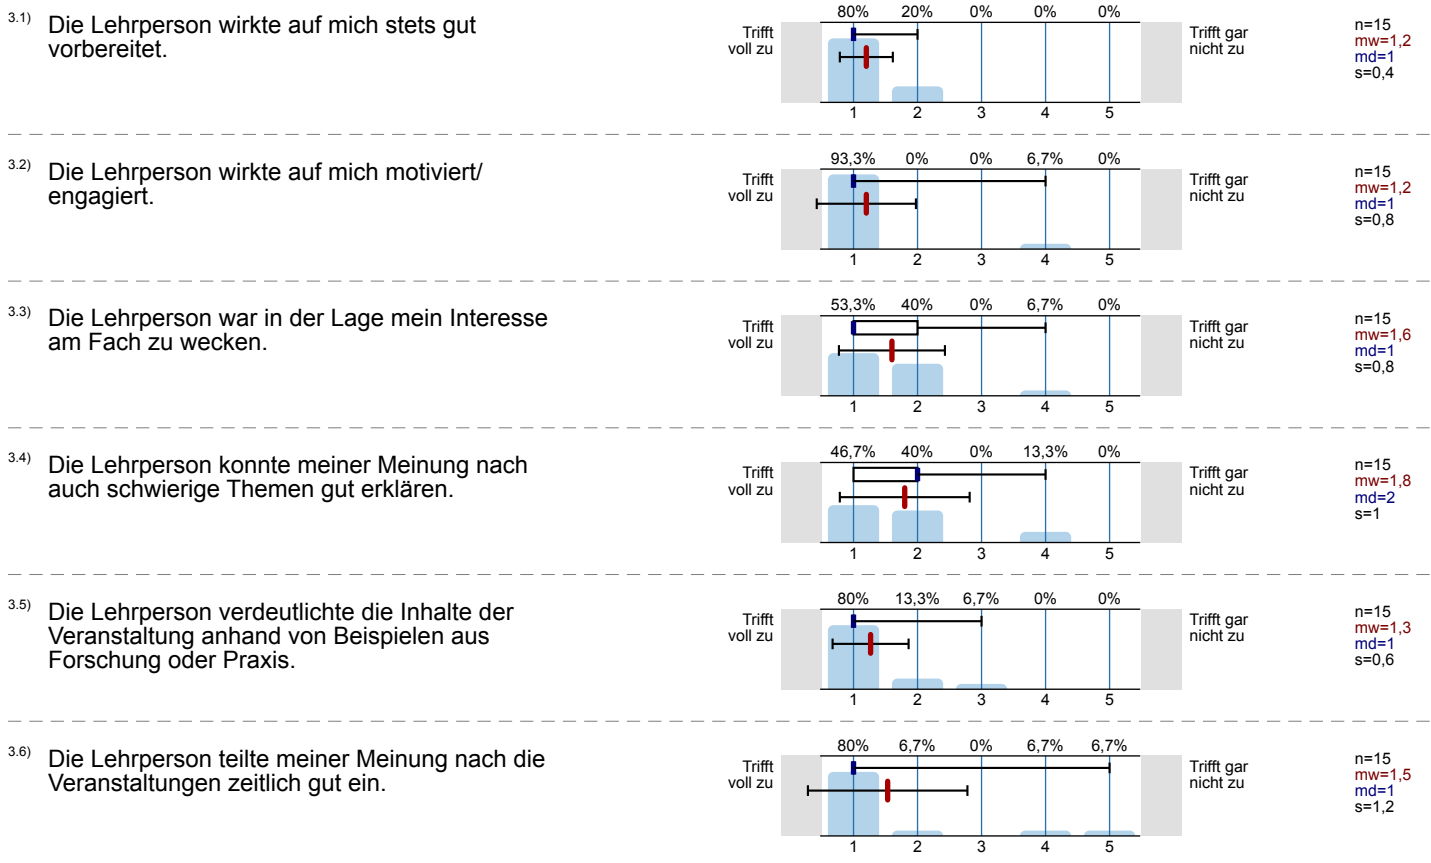 3.1) Die Lehrperson wirkte auf mich stets gut
vorbereitet.
Trifft
voll zu
80% 20% 0% 0% 0%
1 2 3 4 5
Trifft gar
nicht zu
n=15
mw=1,2
md=1
s=0,4
3.2) Die Lehrperson wirkte auf mich motiviert/
engagiert.
Trifft
voll zu
93,3% 0% 0% 6,7% 0%
1 2 3 4 5
Trifft gar
nicht zu
n=15
mw=1,2
md=1
s=0,8
3.3) Die Lehrperson war in der Lage mein Interesse
am Fach zu wecken.
Trifft
voll zu
53,3% 40% 0% 6,7% 0%
1 2 3 4 5
Trifft gar
nicht zu
n=15
mw=1,6
md=1
s=0,8
3.4) Die Lehrperson konnte meiner Meinung nach
auch schwierige Themen gut erklären.
Trifft
voll zu
46,7% 40% 0% 13,3% 0%
1 2 3 4 5
Trifft gar
nicht zu
n=15
mw=1,8
md=2
s=1
3.5) Die Lehrperson verdeutlichte die Inhalte der
Veranstaltung anhand von Beispielen aus
Forschung oder Praxis.
Trifft
voll zu
80% 13,3% 6,7% 0% 0%
1 2 3 4 5
Trifft gar
nicht zu
n=15
mw=1,3
md=1
s=0,6
3.6) Die Lehrperson teilte meiner Meinung nach die
Veranstaltungen zeitlich gut ein.
Trifft
voll zu
80% 6,7% 0% 6,7% 6,7%
1 2 3 4 5
Trifft gar
nicht zu
n=15
mw=1,5
md=1
s=1,2